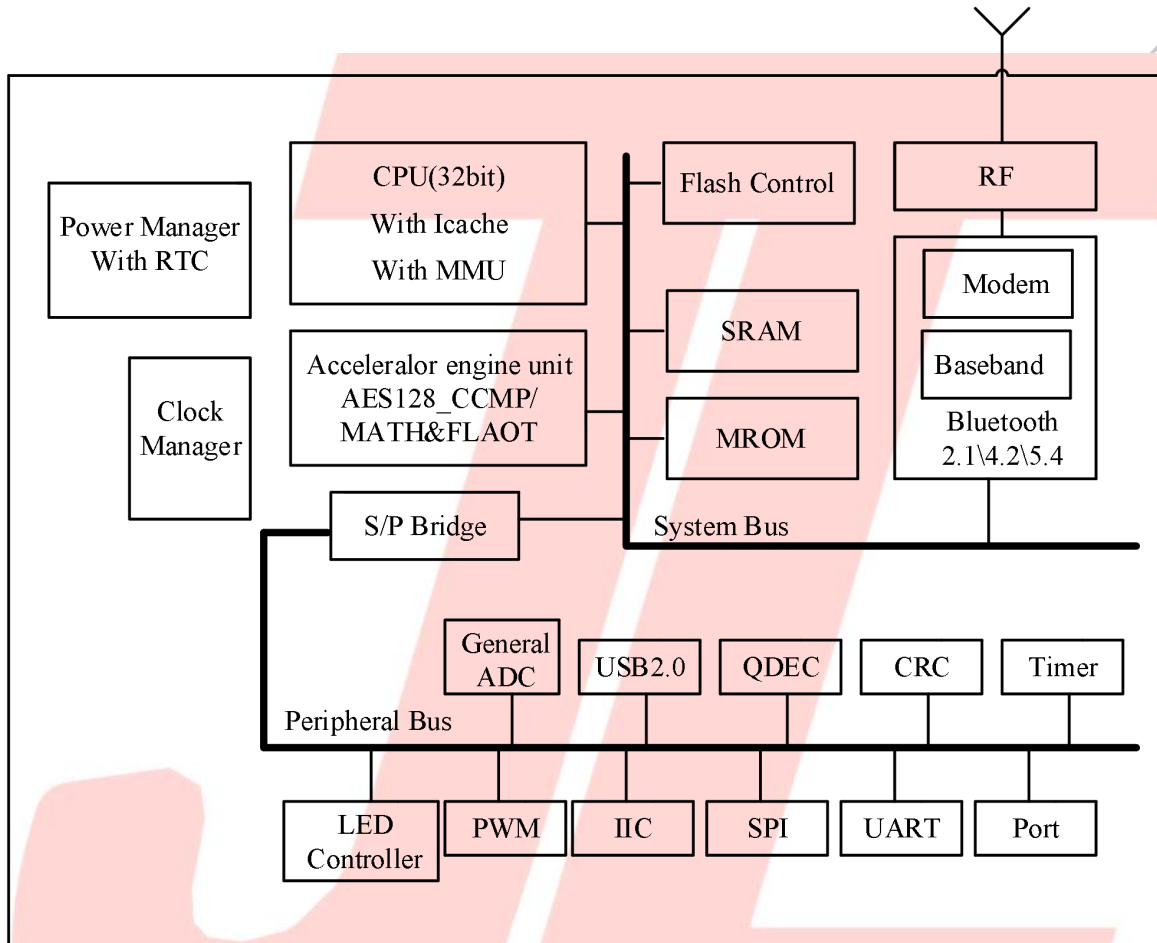 CPU(32bit)
With Icache
With MMU
Flash Control
RF
Power Manager
With RTC
Modem
SRAM
Baseband
Acceleralor engine unit
AES128_CCMP/
MATH&FLAOT
Clock
Manager
MROM
Bluetooth
2.1\4.2\5.4
S/P Bridge
System Bus
General
ADC
USB2.0
QDEC
CRC
Timer
Peripheral Bus
LED
Controller
PWM
IIC
SPI
UART
Port